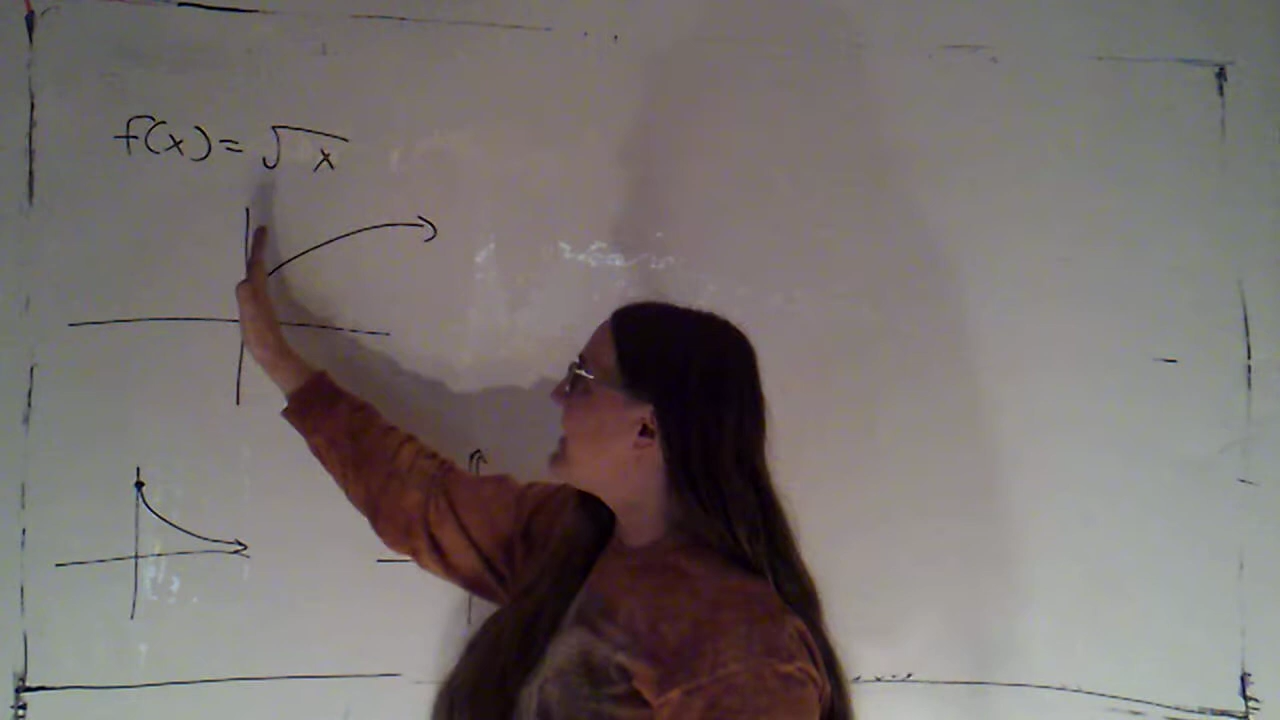 f(x) = √x